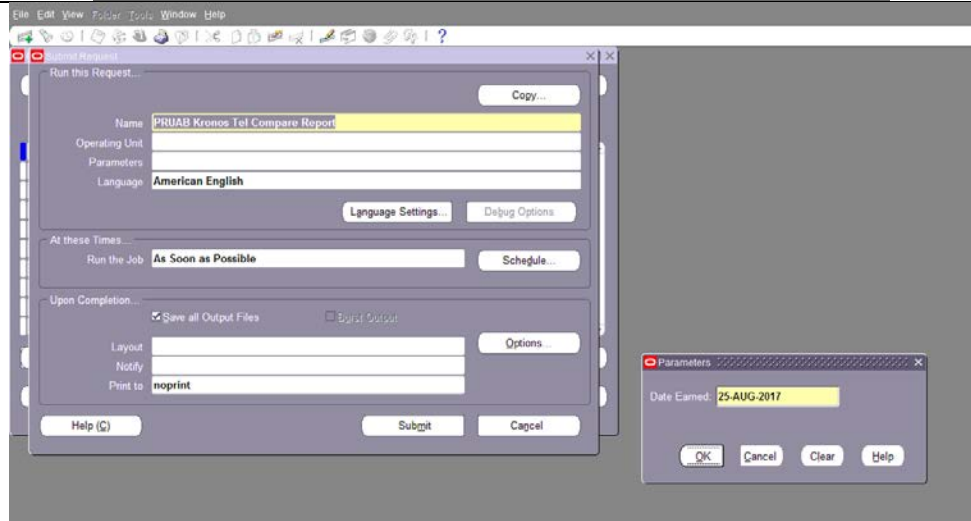 File Edit View Folder Tools Window Help
Submit Request
Run this Request...
Copy...
Name PRUAB Kronos Tel Compare Report
Operating Unit
Parameters
Language American English
Language Settings... Debug Options
At these Times...
Run the Job As Soon as Possible Schedule...
Upon Completion...
Save all Output Files Burst Output
Layout Options...
Notify
Print to noprint
Help (C) Submit Cancel
Parameters
Date Earned: 25-AUG-2017
OK Cancel Clear Help